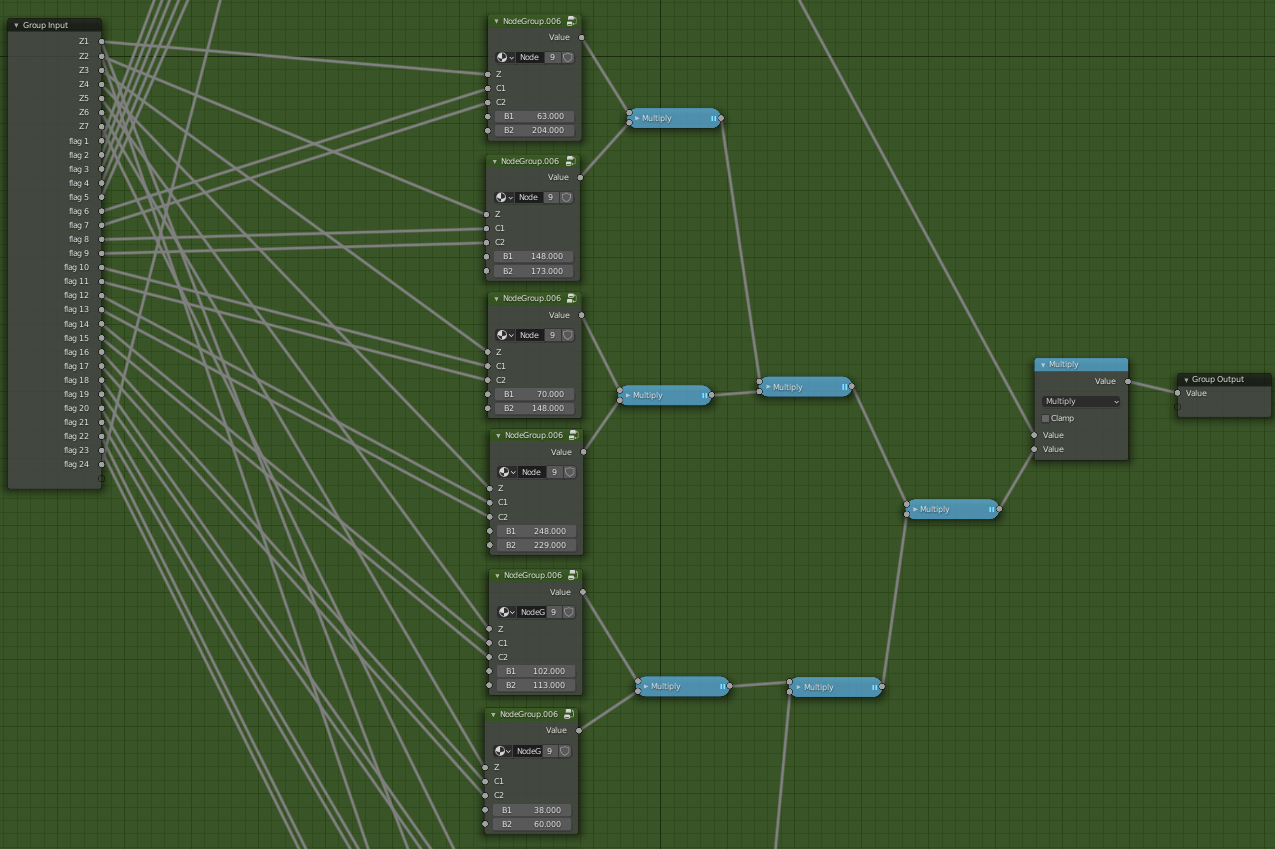 Group Input
Z1
Z2
Z3
Z4
Z5
Z6
Z7
flag 1
flag 2
flag 3
flag 4
flag 5
flag 6
flag 7
flag 8
flag 9
flag 10
flag 11
flag 12
flag 13
flag 14
flag 15
flag 16
flag 17
flag 18
flag 19
flag 20
flag 21
flag 22
flag 23
flag 24
NodeGroup.006
Value
Node 9
Z
C1
C2
B1 63.000
B2 204.000
NodeGroup.006
Value
Node 9
Z
C1
C2
B1 148.000
B2 173.000
NodeGroup.006
Value
Node 9
Z
C1
C2
B1 70.000
B2 148.000
NodeGroup.006
Value
Node 9
Z
C1
C2
B1 248.000
B2 229.000
NodeGroup.006
Value
NodeG 9
Z
C1
C2
B1 102.000
B2 113.000
NodeGroup.006
Value
NodeG 9
Z
C1
C2
B1 38.000
B2 60.000
Multiply
Multiply
Multiply
Multiply
Multiply
Multiply
Multiply
Value
Multiply
Clamp
Value
Value
Group Output
Value